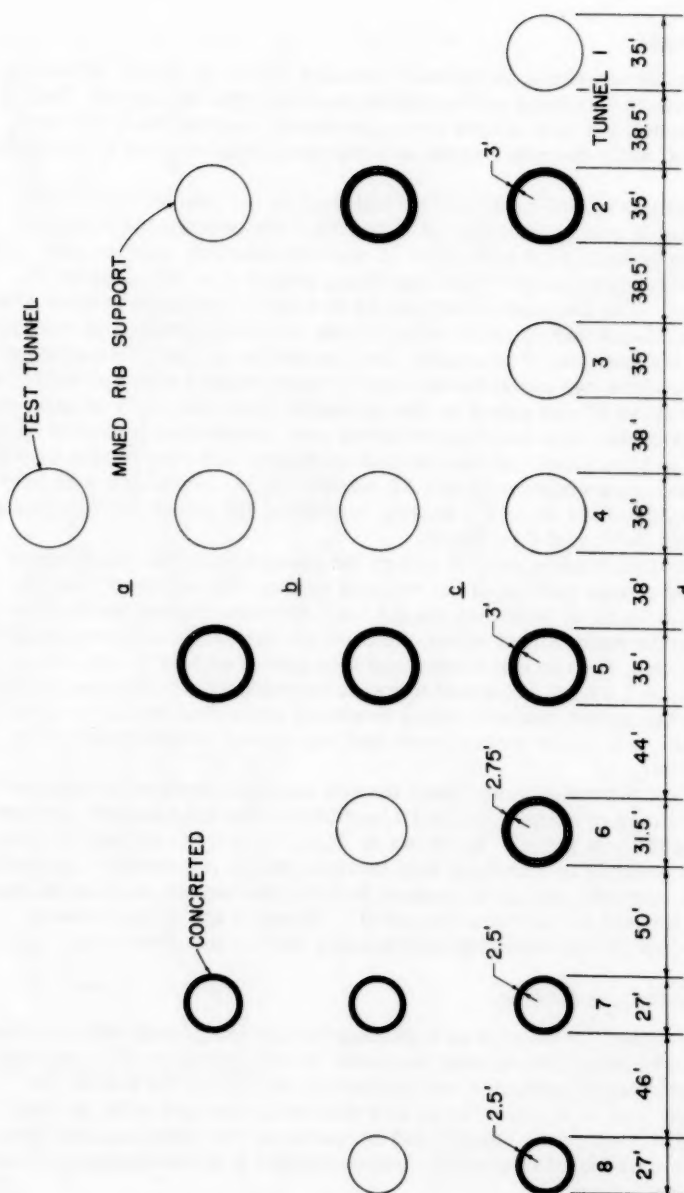 TEST TUNNEL
MINED RIB SUPPORT
a
CONCRETED
b
c
2.5' 2.5' 2.75' 3' 3'
8 7 6 5 4 3 2 TUNNEL 1
27' 46' 27' 50' 31.5' 44' 35' 38' 36' 38' 35' 38.5' 35' 38.5' 35'
d